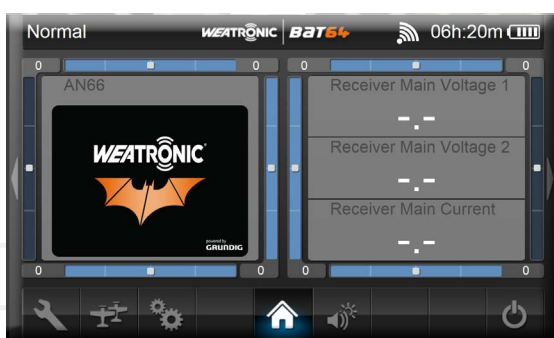 Normal
WEATRONIC BAT64
06h:20m
0 0 0 0
AN66
WEATRONIC
powered by
GRUNDIG
Receiver Main Voltage 1
-.-
Receiver Main Voltage 2
-.-
Receiver Main Current
-.-
0 0 0 0